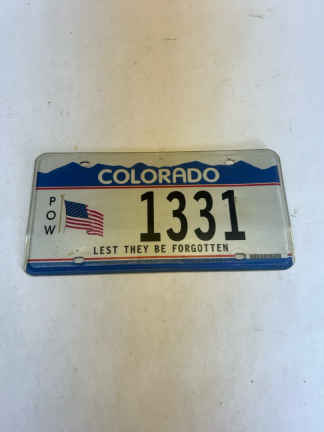 COLORADO
POW
1331
LEST THEY BE FORGOTTEN